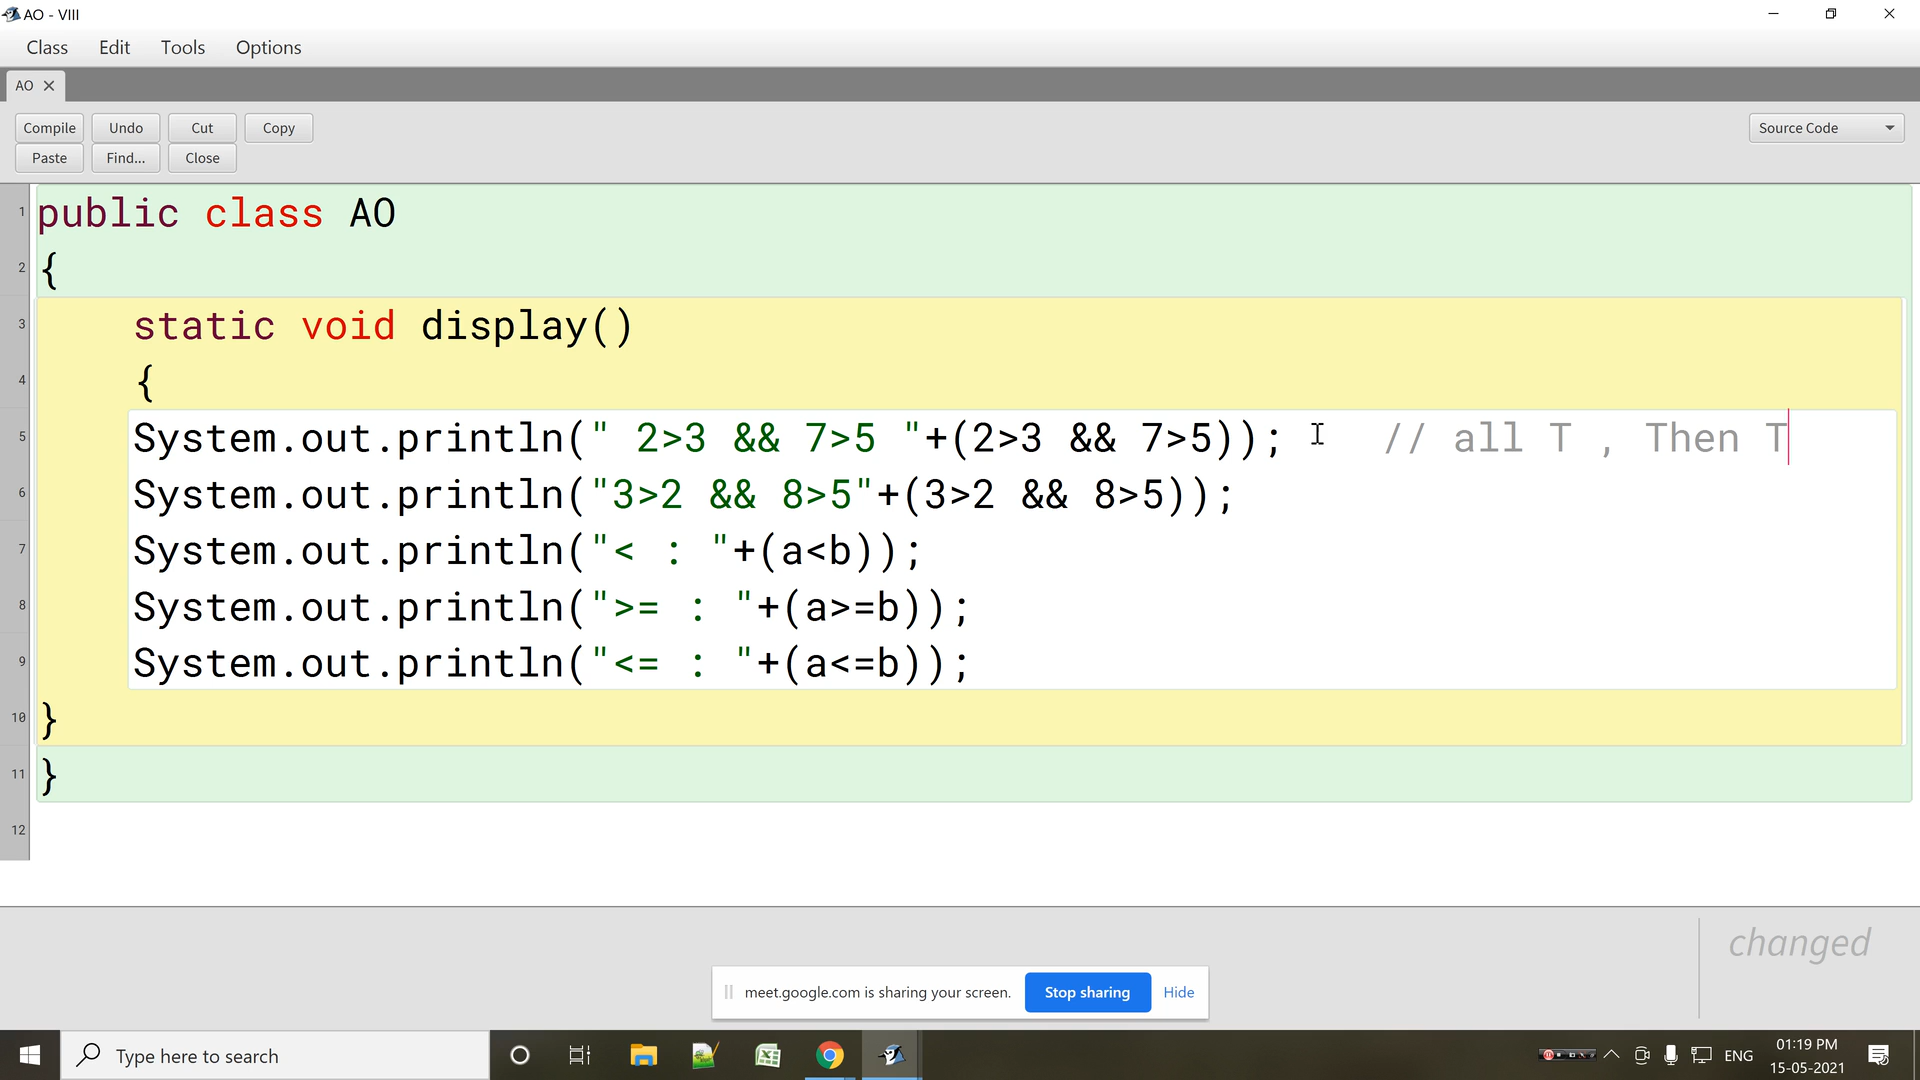 AO - VIII
Class Edit Tools Options
AO
Compile Undo Cut Copy
Source Code
Paste Find... Close
1 public class AO
2 {
3 static void display()
4 {
5 System.out.println(" 2>3 && 7>5 "+(2>3 && 7>5)); // all T , Then T
6 System.out.println("3>2 && 8>5"+(3>2 && 8>5));
7 System.out.println("< : "+(a<b));
8 System.out.println(">= : "+(a>=b));
9 System.out.println("<= : "+(a<=b));
10 }
11 }
12
changed
meet.google.com is sharing your screen. Stop sharing Hide
Type here to search
ENG
01:19 PM
15-05-2021